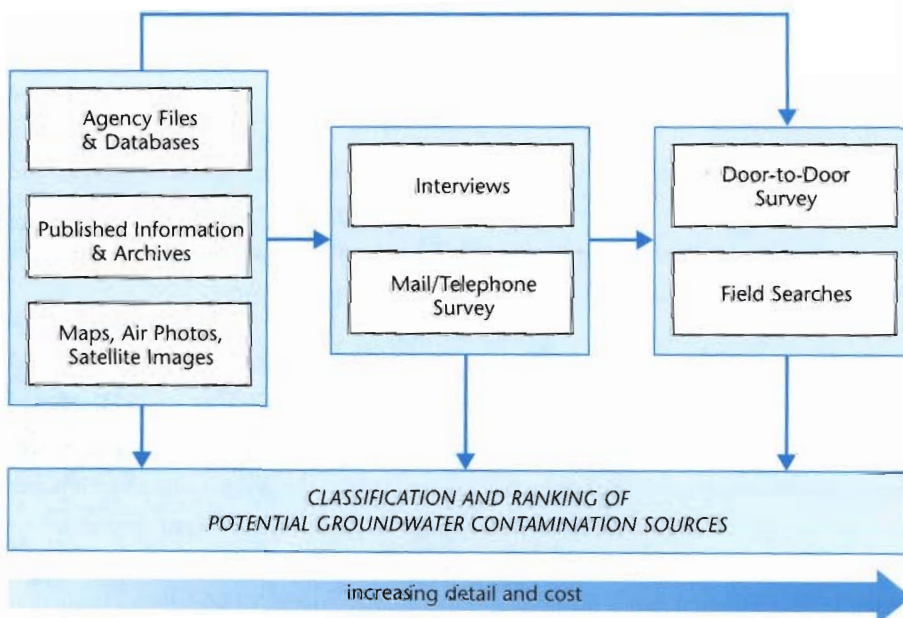 Agency Files
& Databases
Published Information
& Archives
Maps, Air Photos,
Satellite Images
Interviews
Mail/Telephone
Survey
Door-to-Door
Survey
Field Searches
CLASSIFICATION AND RANKING OF
POTENTIAL GROUNDWATER CONTAMINATION SOURCES
increasing detail and cost